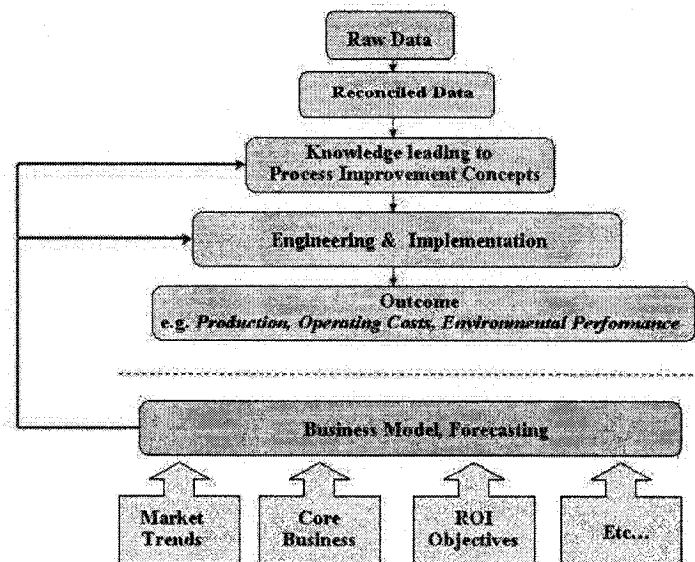 Raw Data
Reconciled Data
Knowledge leading to
Process Improvement Concepts
Engineering & Implementation
Outcome
e.g. Production, Operating Costs, Environmental Performance
Business Model, Forecasting
Market
Trends
Core
Business
ROI
Objectives
Etc...